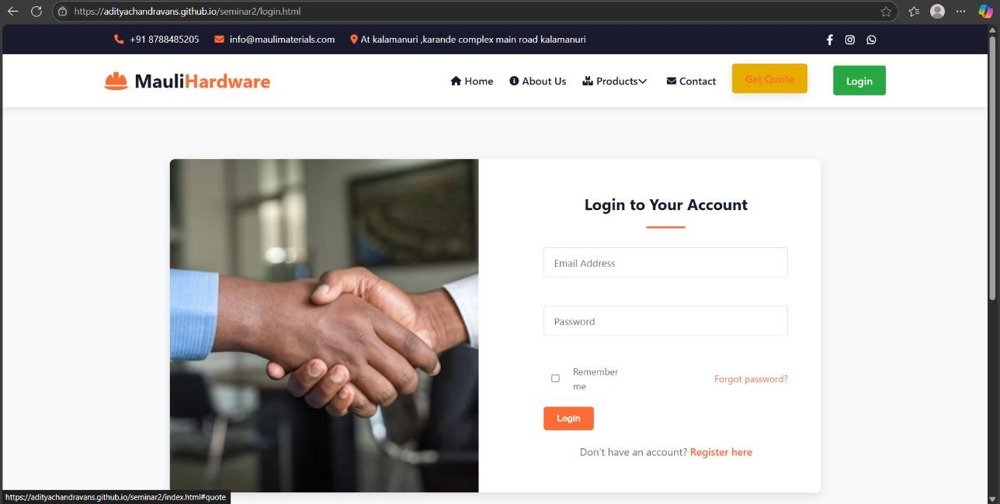 https://adityachandravans.github.io/seminar2/login.html
+91 8788485205 info@maulimaterials.com At kalamanuri ,karande complex main road kalamanuri
MauliHardware Home About Us Products Contact Get Quote Login
Login to Your Account
Email Address
Password
Remember
me
Forgot password?
Login
Don't have an account? Register here
https://adityachandravans.github.io/seminar2/index.html#quote